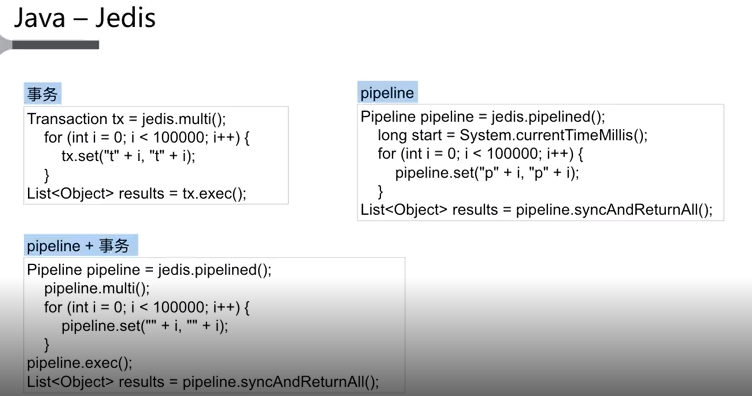 Java – Jedis
事务
Transaction tx = jedis.multi();
for (int i = 0; i < 100000; i++) {
tx.set("t" + i, "t" + i);
}
List<Object> results = tx.exec();
pipeline
Pipeline pipeline = jedis.pipelined();
long start = System.currentTimeMillis();
for (int i = 0; i < 100000; i++) {
pipeline.set("p" + i, "p" + i);
}
List<Object> results = pipeline.syncAndReturnAll();
pipeline + 事务
Pipeline pipeline = jedis.pipelined();
pipeline.multi();
for (int i = 0; i < 100000; i++) {
pipeline.set("" + i, "" + i);
}
pipeline.exec();
List<Object> results = pipeline.syncAndReturnAll();